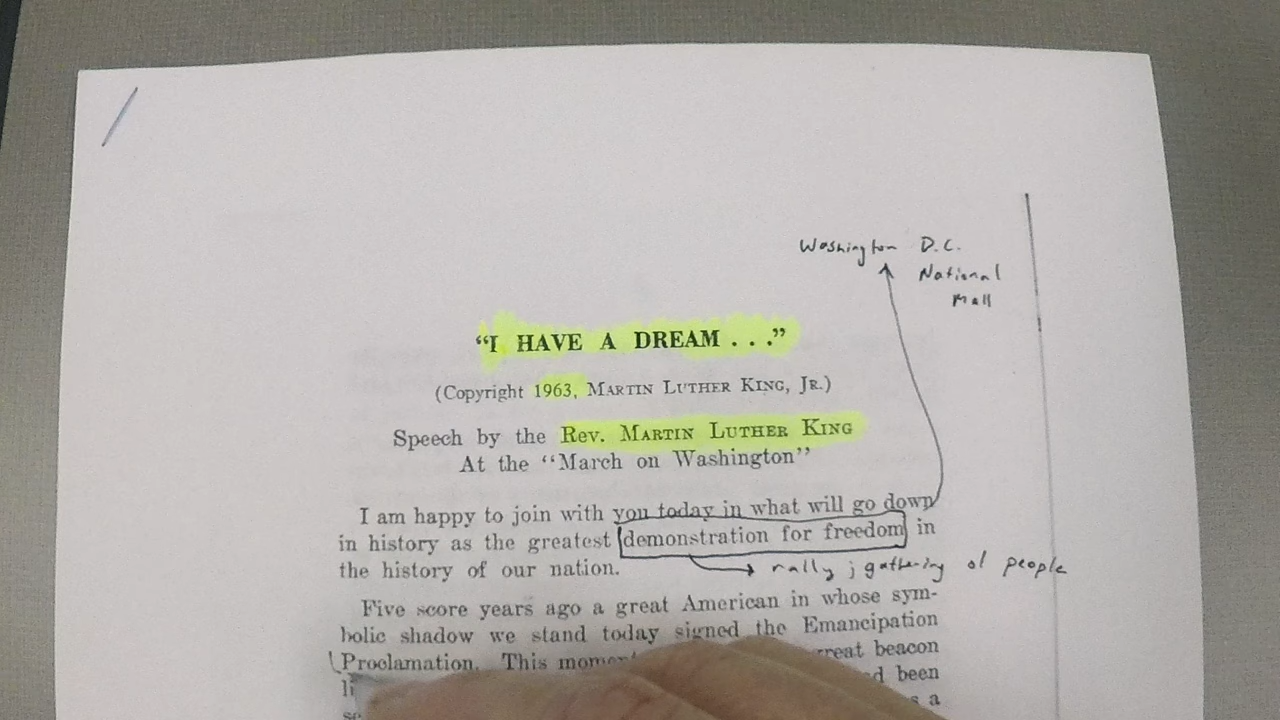 Washington D.C.
National
Mall
“I HAVE A DREAM . . .”
(Copyright 1963, MARTIN LUTHER KING, JR.)
Speech by the Rev. MARTIN LUTHER KING
At the “March on Washington”
I am happy to join with you today in what will go down
in history as the greatest demonstration for freedom in
the history of our nation.
rally ; gathering of people
Five score years ago a great American in whose sym-
bolic shadow we stand today signed the Emancipation
Proclamation. This beacon
been
a